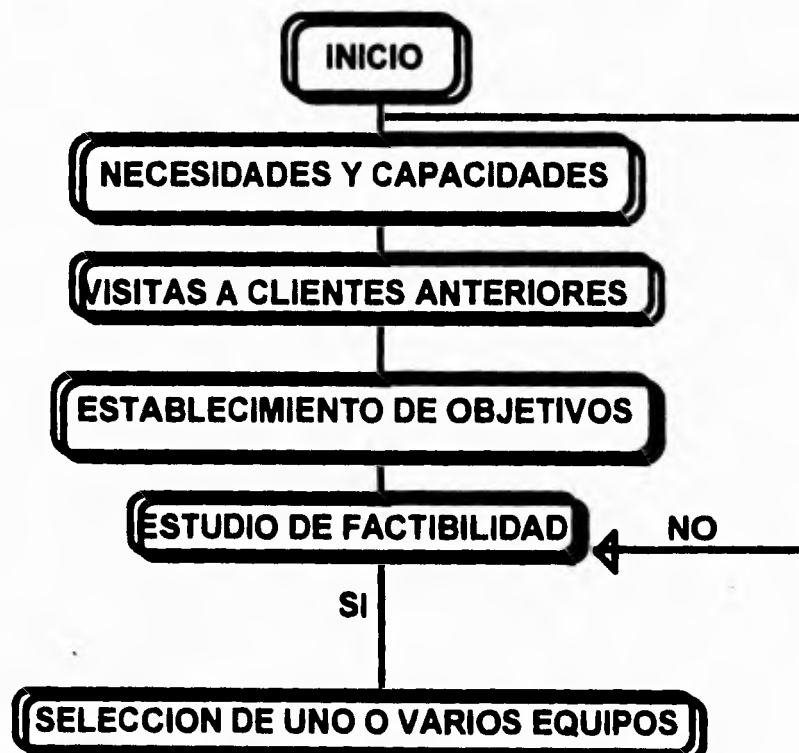 INICIO
NECESIDADES Y CAPACIDADES
VISITAS A CLIENTES ANTERIORES
ESTABLECIMIENTO DE OBJETIVOS
ESTUDIO DE FACTIBILIDAD
NO
SI
SELECCION DE UNO O VARIOS EQUIPOS